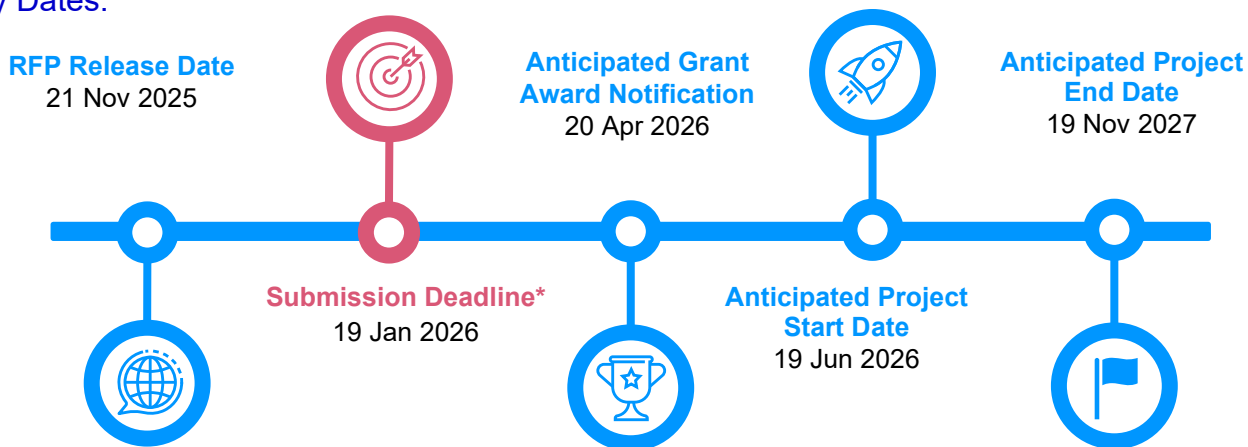 Dates:
RFP Release Date
21 Nov 2025
Submission Deadline*
19 Jan 2026
Anticipated Grant
Award Notification
20 Apr 2026
Anticipated Project
Start Date
19 Jun 2026
Anticipated Project
End Date
19 Nov 2027